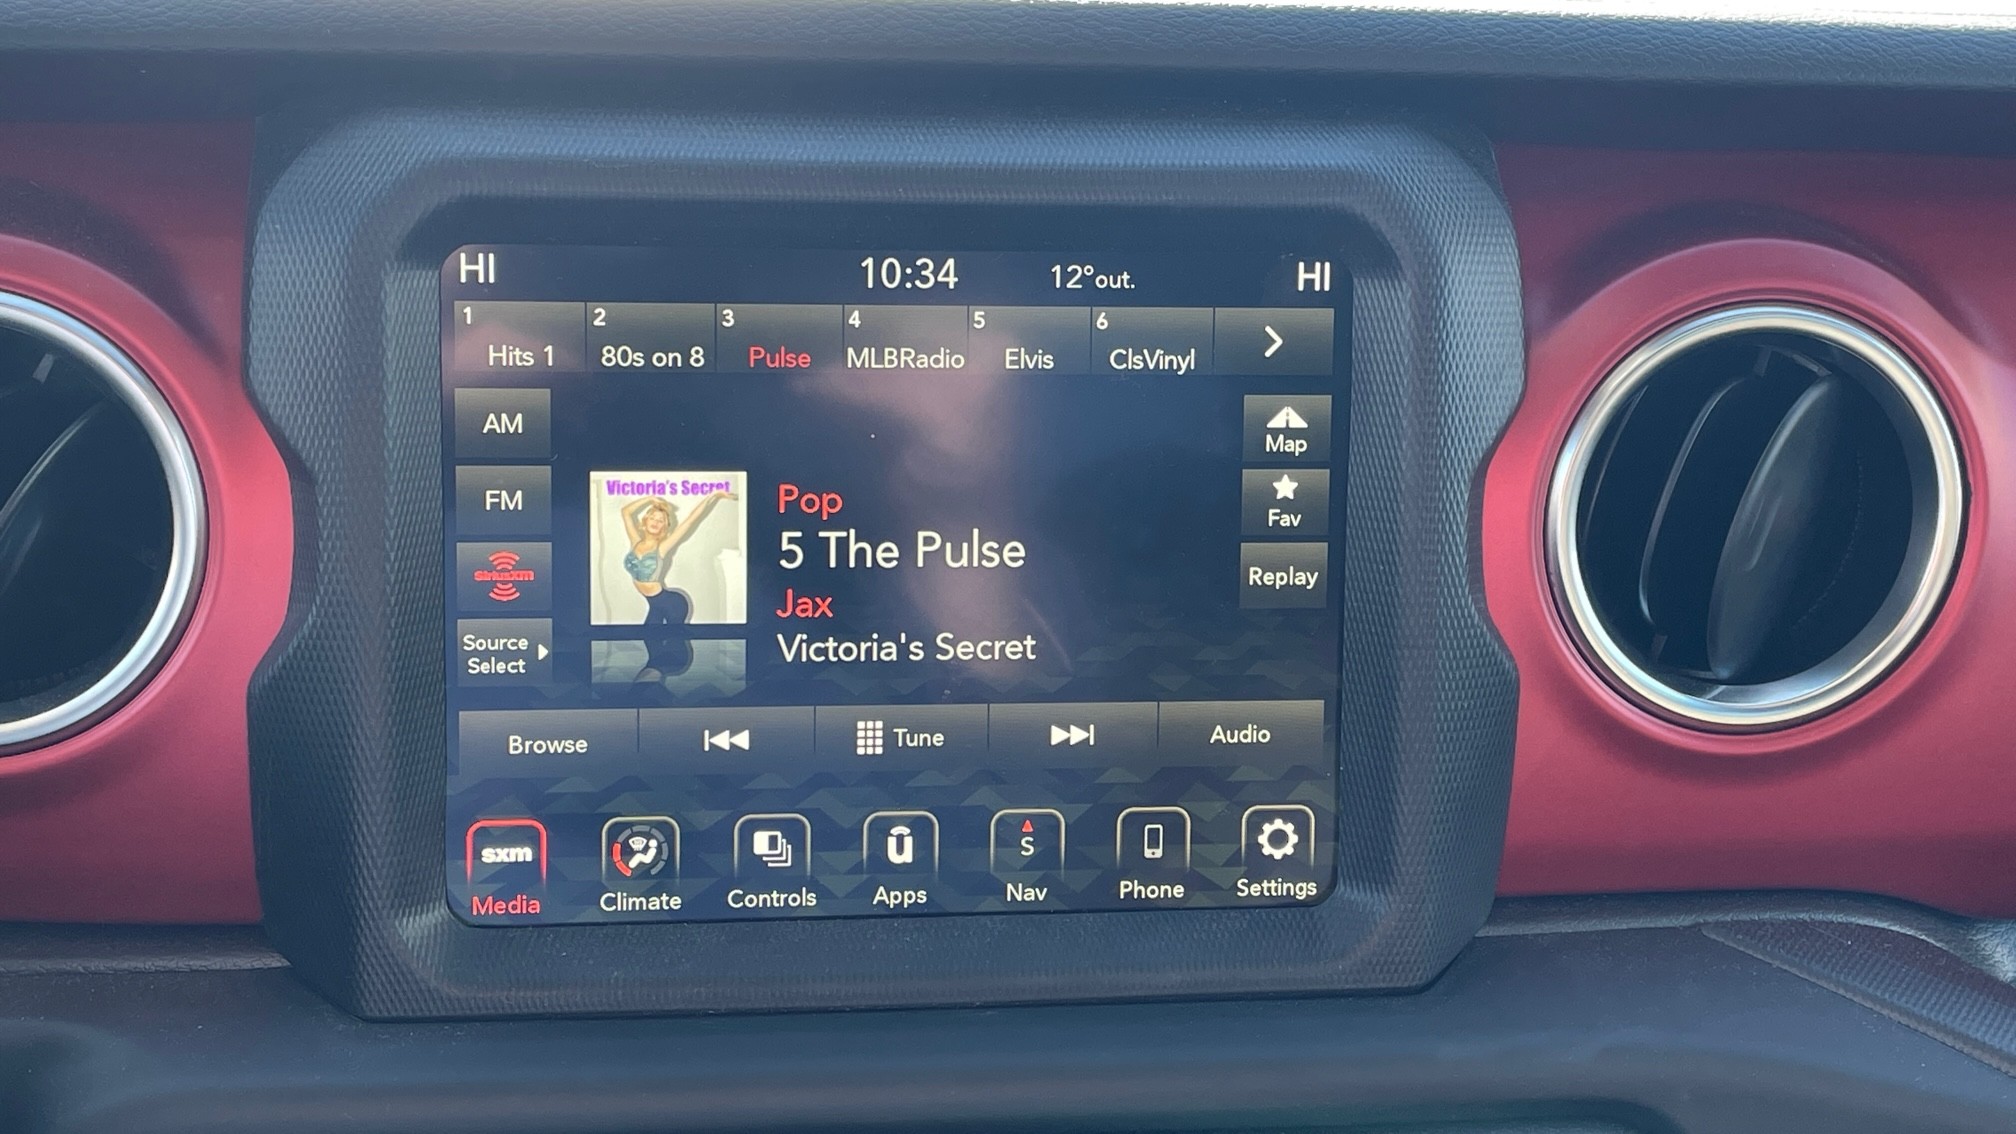 HI 10:34 12°out. HI
1 2 3 4 5 6
Hits 1 80s on 8 Pulse MLBRadio Elvis ClsVinyl
AM
Map
FM
Fav
Victoria's Secret
Pop
5 The Pulse
Jax
Victoria's Secret
siriusxm
Replay
Source
Select
Browse Tune Audio
sxm S
Media Climate Controls Apps Nav Phone Settings